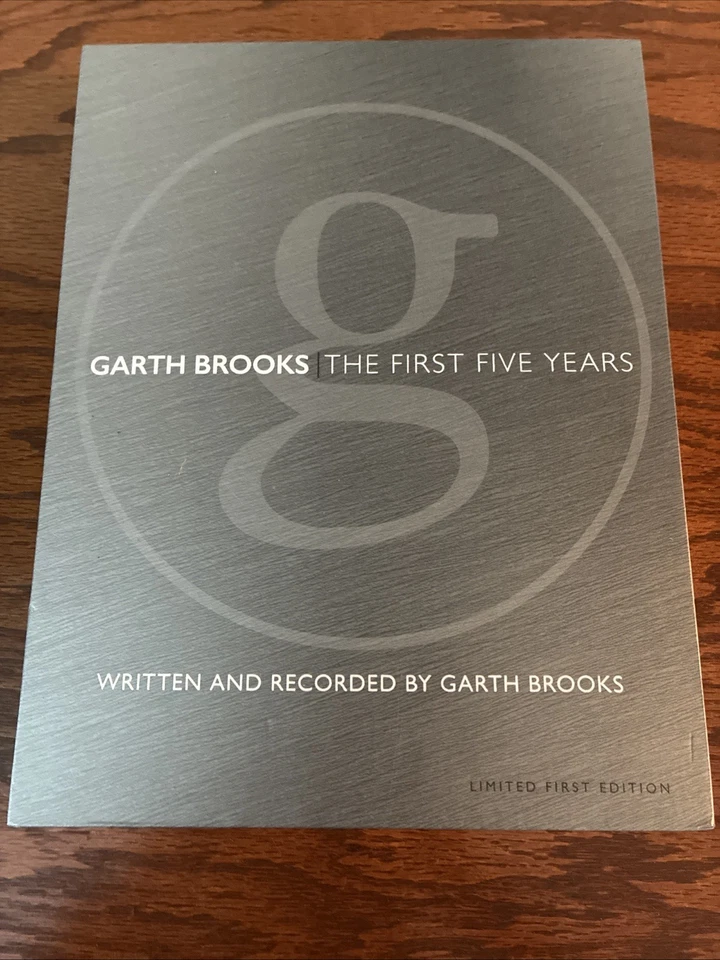 g
GARTH BROOKS | THE FIRST FIVE YEARS
WRITTEN AND RECORDED BY GARTH BROOKS
LIMITED FIRST EDITION